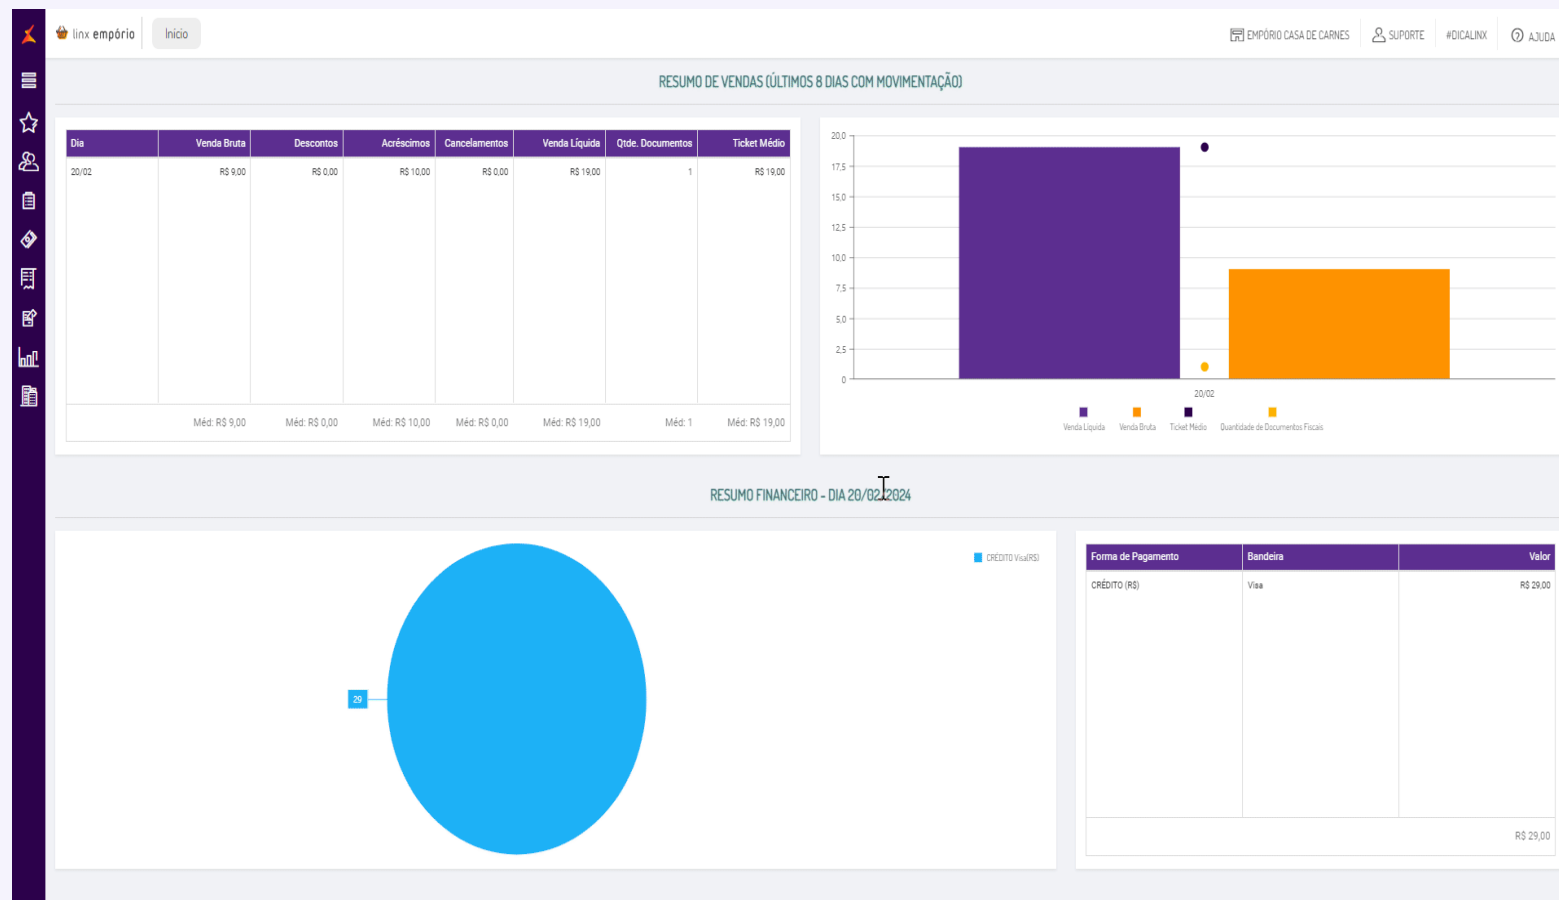 linx empório
Início
EMPÓRIO CASA DE CARNES
SUPORTE
#DICALINX
AJUDA
RESUMO DE VENDAS (ÚLTIMOS 8 DIAS COM MOVIMENTAÇÃO)
Dia Venda Bruta Descontos Acréscimos Cancelamentos Venda Líquida Qtde. Documentos Ticket Médio
20/02 R$ 9,00 R$ 0,00 R$ 10,00 R$ 0,00 R$ 19,00 1 R$ 19,00
Méd: R$ 9,00 Méd: R$ 0,00 Méd: R$ 10,00 Méd: R$ 0,00 Méd: R$ 19,00 Méd: 1 Méd: R$ 19,00
20,0
17,5
15,0
12,5
10,0
7,5
5,0
2,5
0
20/02
Venda Líquida Venda Bruta Ticket Médio Quantidade de Documentos Fiscais
RESUMO FINANCEIRO - DIA 20/02/2024
29
CRÉDITO Visa(R$)
Forma de Pagamento Bandeira Valor
CRÉDITO (R$) Visa R$ 29,00
R$ 29,00